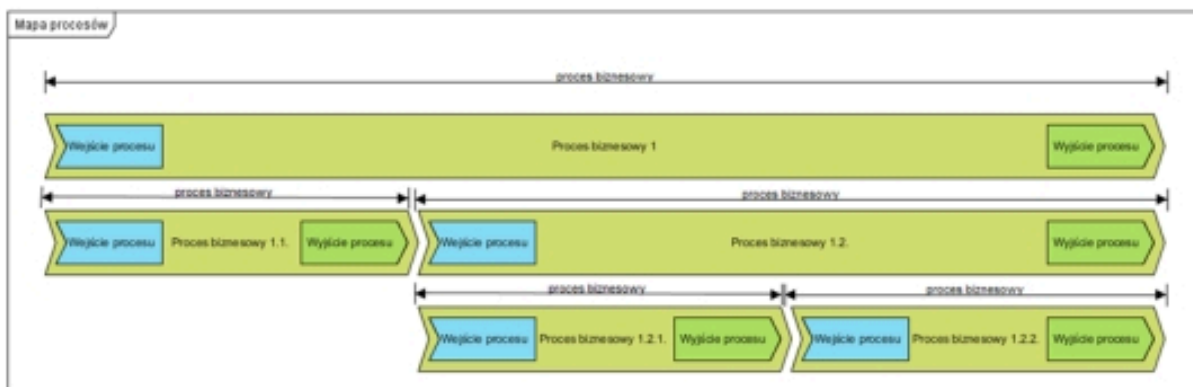 Mapa procesów
proces biznesowy
Wejście procesu
Proces biznesowy 1
Wyjście procesu
proces biznesowy
proces biznesowy
Wejście procesu
Proces biznesowy 1.1.
Wyjście procesu
Wejście procesu
Proces biznesowy 1.2.
Wyjście procesu
proces biznesowy
proces biznesowy
Wejście procesu
Proces biznesowy 1.2.1.
Wyjście procesu
Wejście procesu
Proces biznesowy 1.2.2.
Wyjście procesu